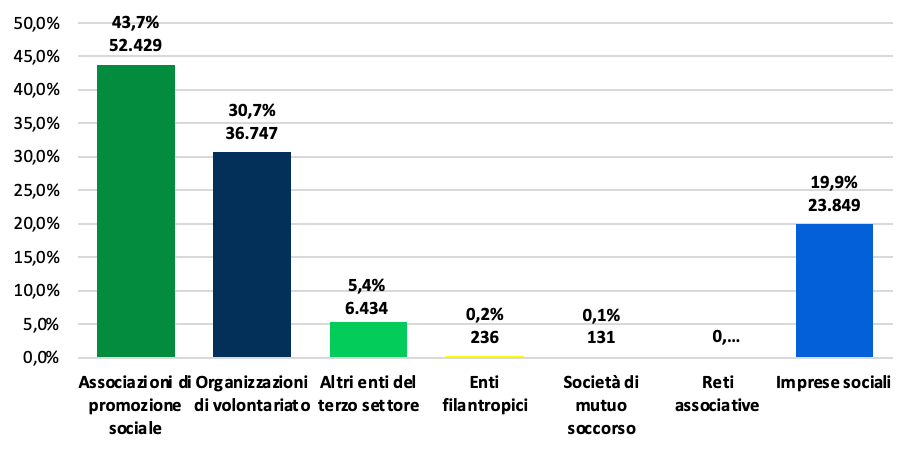 50,0%
45,0%
40,0%
35,0%
30,0%
25,0%
20,0%
15,0%
10,0%
5,0%
0,0%
43,7%
52.429
30,7%
36.747
5,4%
6.434
0,2%
236
0,1%
131
0,...
19,9%
23.849
Associazioni di
promozione
sociale
Organizzazioni
di volontariato
Altri enti del
terzo settore
Enti
filantropici
Società di
mutuo
soccorso
Reti
associative
Imprese sociali